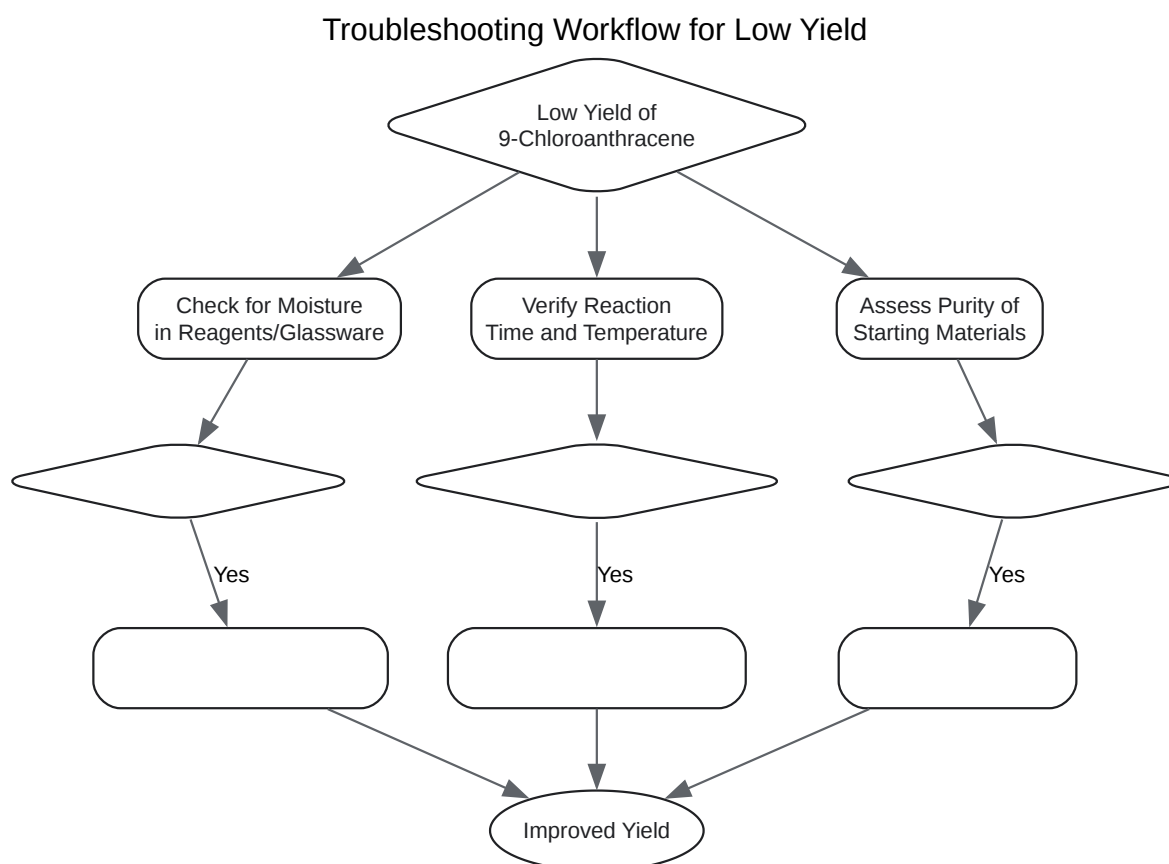 Troubleshooting Workflow for Low Yield
Low Yield of
9-Chloroanthracene
Check for Moisture
in Reagents/Glassware
Verify Reaction
Time and Temperature
Assess Purity of
Starting Materials
Yes
Yes
Yes
Improved Yield